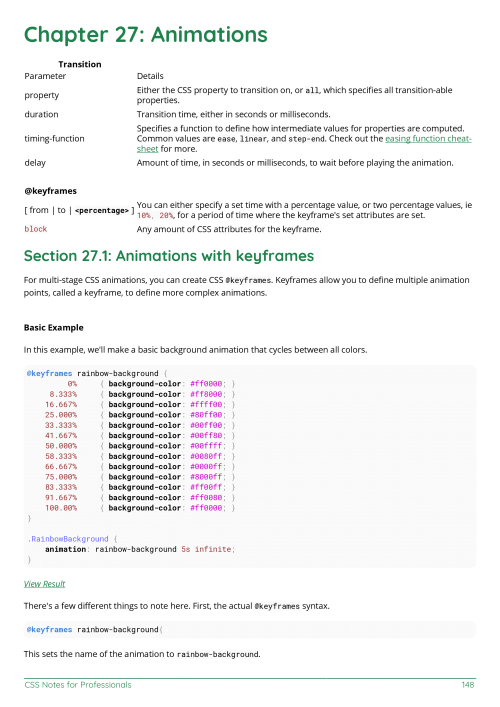 Chapter 27: Animations
Transition
Parameter Details
property Either the CSS property to transition on, or all, which specifies all transition-able
properties.
duration Transition time, either in seconds or milliseconds.
timing-function Specifies a function to define how intermediate values for properties are computed.
Common values are ease, linear, and step-end. Check out the easing function cheat-
sheet for more.
delay Amount of time, in seconds or milliseconds, to wait before playing the animation.
@keyframes
[ from | to | <percentage> ] You can either specify a set time with a percentage value, or two percentage values, ie
10%, 20%, for a period of time where the keyframe's set attributes are set.
block Any amount of CSS attributes for the keyframe.
Section 27.1: Animations with keyframes
For multi-stage CSS animations, you can create CSS @keyframes. Keyframes allow you to define multiple animation
points, called a keyframe, to define more complex animations.
Basic Example
In this example, we'll make a basic background animation that cycles between all colors.
@keyframes rainbow-background {
0% { background-color: #ff0000; }
8.333% { background-color: #ff8000; }
16.667% { background-color: #ffff00; }
25.000% { background-color: #80ff00; }
33.333% { background-color: #00ff00; }
41.667% { background-color: #00ff80; }
50.000% { background-color: #00ffff; }
58.333% { background-color: #0080ff; }
66.667% { background-color: #0000ff; }
75.000% { background-color: #8000ff; }
83.333% { background-color: #ff00ff; }
91.667% { background-color: #ff0080; }
100.00% { background-color: #ff0000; }
}
.RainbowBackground {
animation: rainbow-background 5s infinite;
}
View Result
There's a few different things to note here. First, the actual @keyframes syntax.
@keyframes rainbow-background{
This sets the name of the animation to rainbow-background.
CSS Notes for Professionals 148